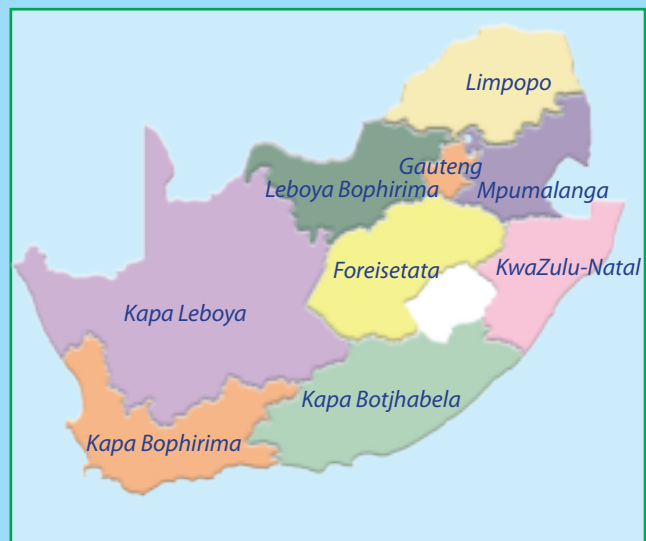 Limpopo
Gauteng
Leboya Bophirima
Mpumalanga
Foreisetata
KwaZulu-Natal
Kapa Leboya
Kapa Botjhabela
Kapa Bophirima